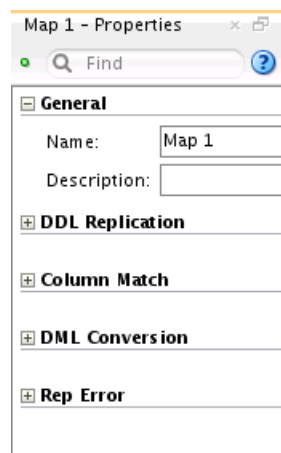 Map 1 - Properties
Find
General
Name: Map 1
Description:
DDL Replication
Column Match
DML Conversion
Rep Error